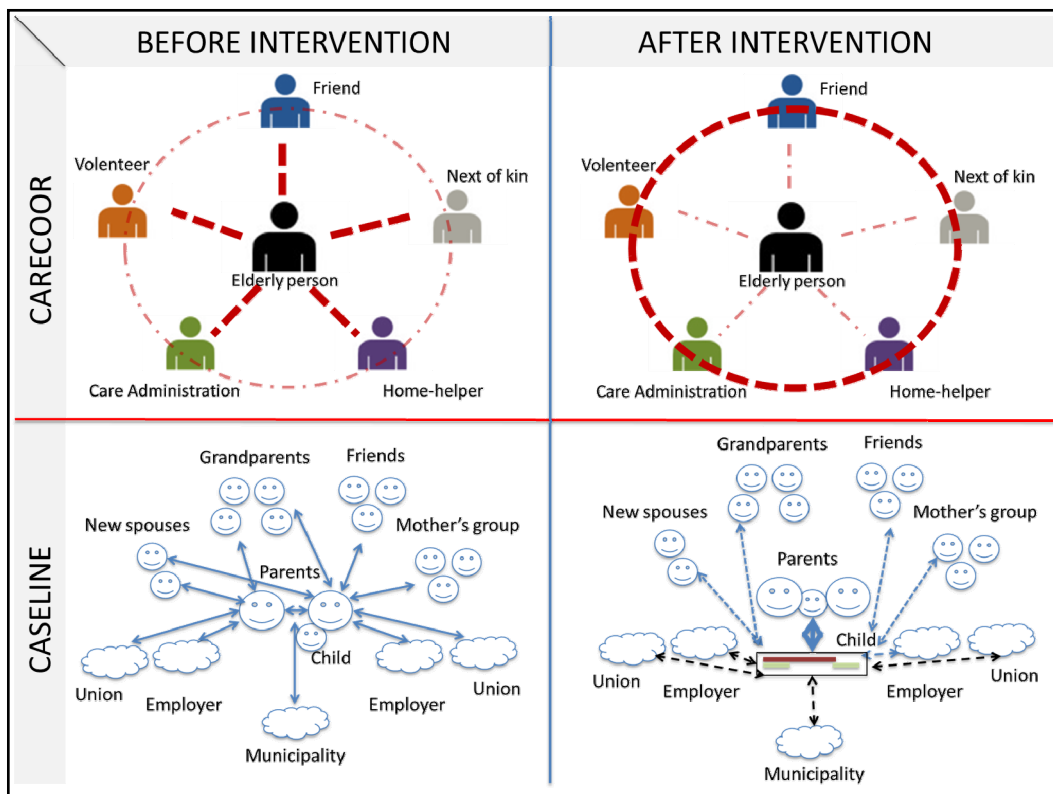 BEFORE INTERVENTION
AFTER INTERVENTION
CARECOOR
Friend
Volenteer
Next of kin
Elderly person
Care Administration
Home-helper
Friend
Volenteer
Next of kin
Elderly person
Care Administration
Home-helper
CASELINE
Grandparents
Friends
New spouses
Mother's group
Parents
Child
Union
Employer
Employer
Union
Municipality
Grandparents
Friends
New spouses
Mother's group
Parents
Child
Union
Employer
Employer
Union
Municipality